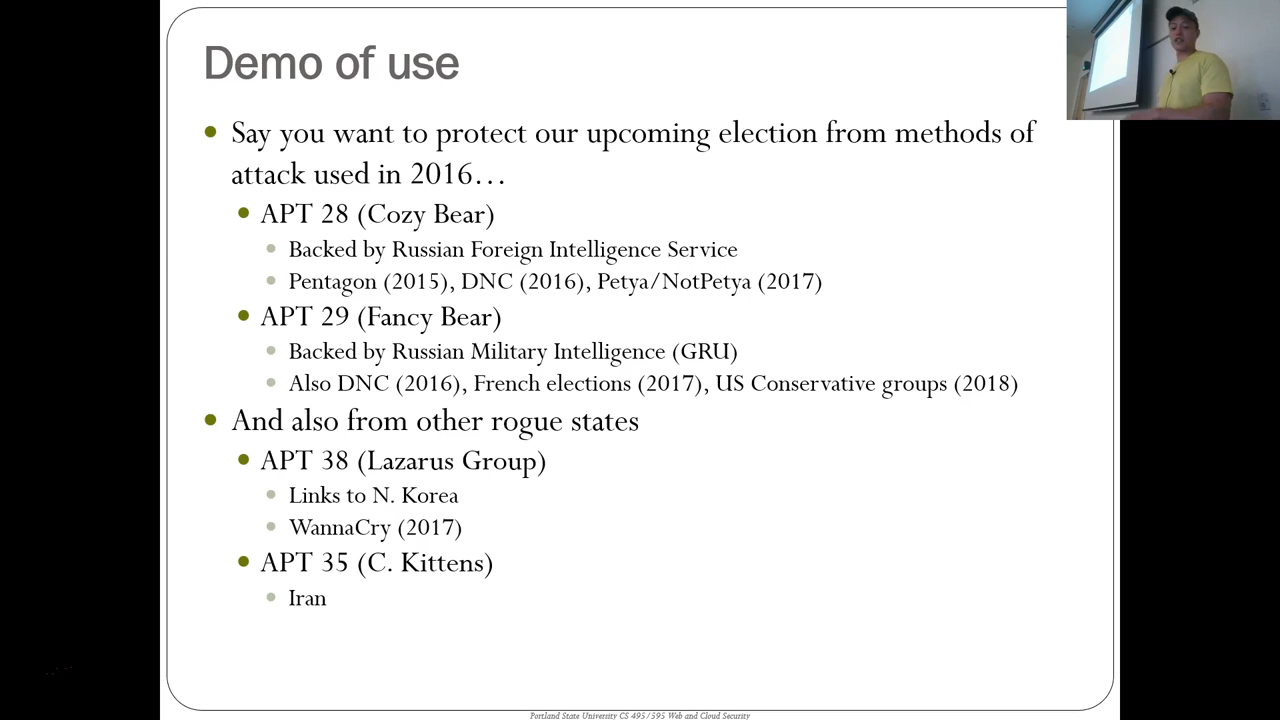 Demo of use
Say you want to protect our upcoming election from methods of
attack used in 2016…
APT 28 (Cozy Bear)
Backed by Russian Foreign Intelligence Service
Pentagon (2015), DNC (2016), Petya/NotPetya (2017)
APT 29 (Fancy Bear)
Backed by Russian Military Intelligence (GRU)
Also DNC (2016), French elections (2017), US Conservative groups (2018)
And also from other rogue states
APT 38 (Lazarus Group)
Links to N. Korea
WannaCry (2017)
APT 35 (C. Kittens)
Iran
Portland State University CS 495/595 Web and Cloud Security